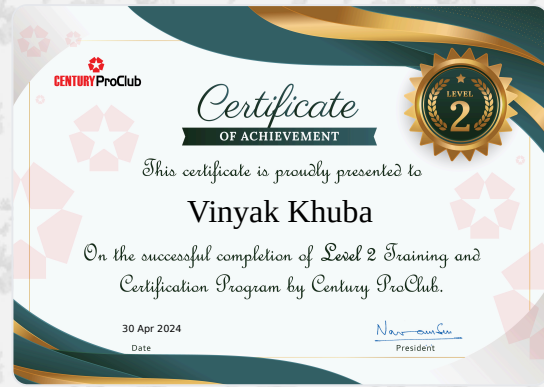 CENTURY ProClub
LEVEL
2
Certificate
OF ACHIEVEMENT
This certificate is proudly presented to
Vinyak Khuba
On the successful completion of Level 2 Training and
Certification Program by Century ProClub.
30 Apr 2024
Date
President